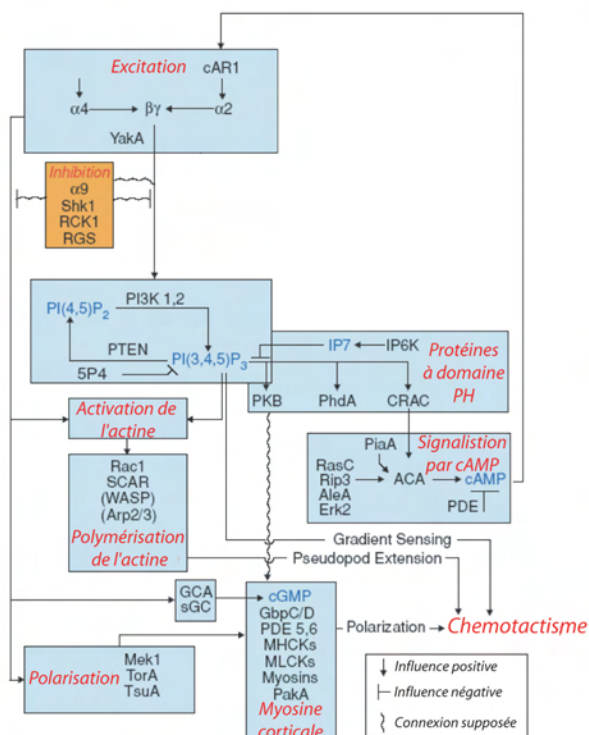 Excitation
cAR1
α4
βγ
α2
YakA
Inhibition
α9
Shk1
RCK1
RGS
PI(4,5)P2
PI3K 1,2
PTEN
PI(3,4,5)P3
5P4
IP7
IP6K
Protéines
à domaine
PH
PKB
PhdA
CRAC
Activation de
l'actine
Rac1
SCAR
(WASP)
(Arp2/3)
Polymérisation
de l'actine
PiaA
Signalistion
par cAMP
RasC
Rip3
AleA
Erk2
ACA
cAMP
PDE
Gradient Sensing
Pseudopod Extension
GCA
sGC
cGMP
GbpC/D
PDE 5,6
MHCKs
MLCKs
Myosins
PakA
Myosine
corticale
Polarization
Chemotactisme
Polarisation
Mek1
TorA
TsuA
Influence positive
Influence négative
Connexion supposée